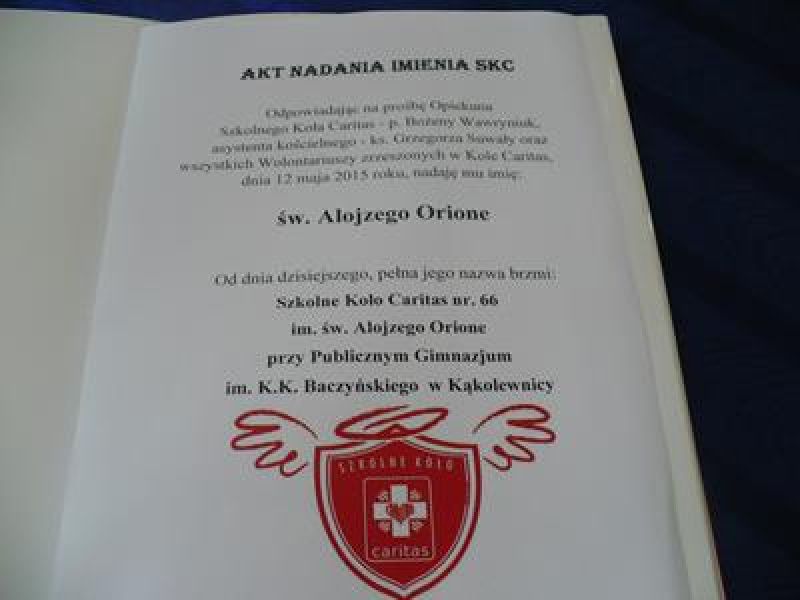 AKT NADANIA IMIENIA SKC
Odpowiadając na prośbę Opiekuna
Szkolnego Koła Caritas - p. Bożeny Wawryniuk,
asystenta kościelnego - ks. Grzegorza Suwały oraz
wszystkich Wolontariuszy zrzeszonych w Kole Caritas,
dnia 12 maja 2015 roku, nadaję mu imię:
św. Alojzego Orione
Od dnia dzisiejszego, pełna jego nazwa brzmi:
Szkolne Koło Caritas nr. 66
im. św. Alojzego Orione
przy Publicznym Gimnazjum
im. K.K. Baczyńskiego w Kąkolewnicy
SZKOLNE KOŁO
caritas